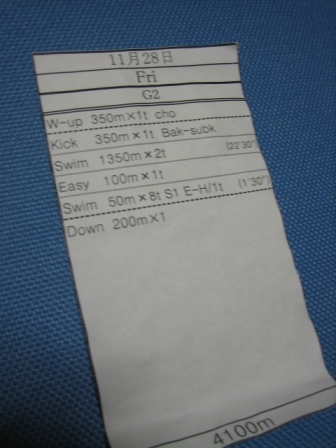 11月28日
Fri
G2
W-up 350m×1t cho
Kick 350m×1t Bak-subk
Swim 1350m×2t (22'30")
Easy 100m×1t
Swim 50m×8t S1 E-H/1t (1'30")
Down 200m×1
4100m